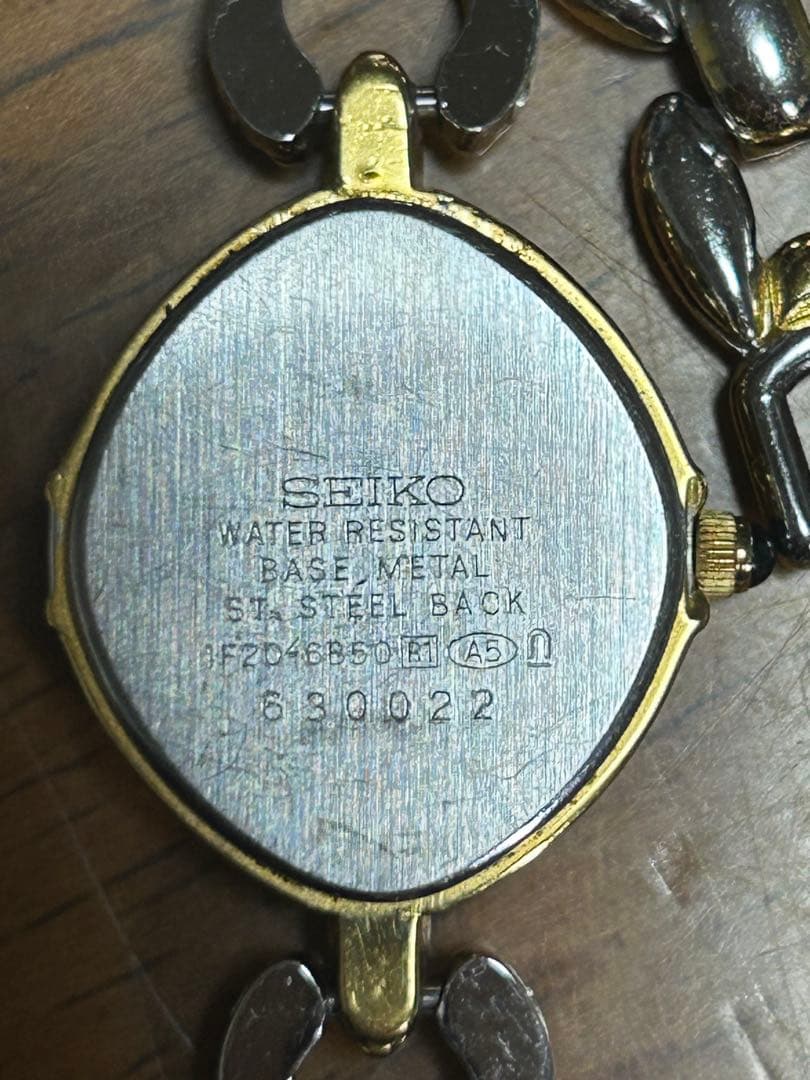 SEIKO
WATER RESISTANT
BASE METAL
ST. STEEL BACK
1F20-6B50 R1 A5
630022